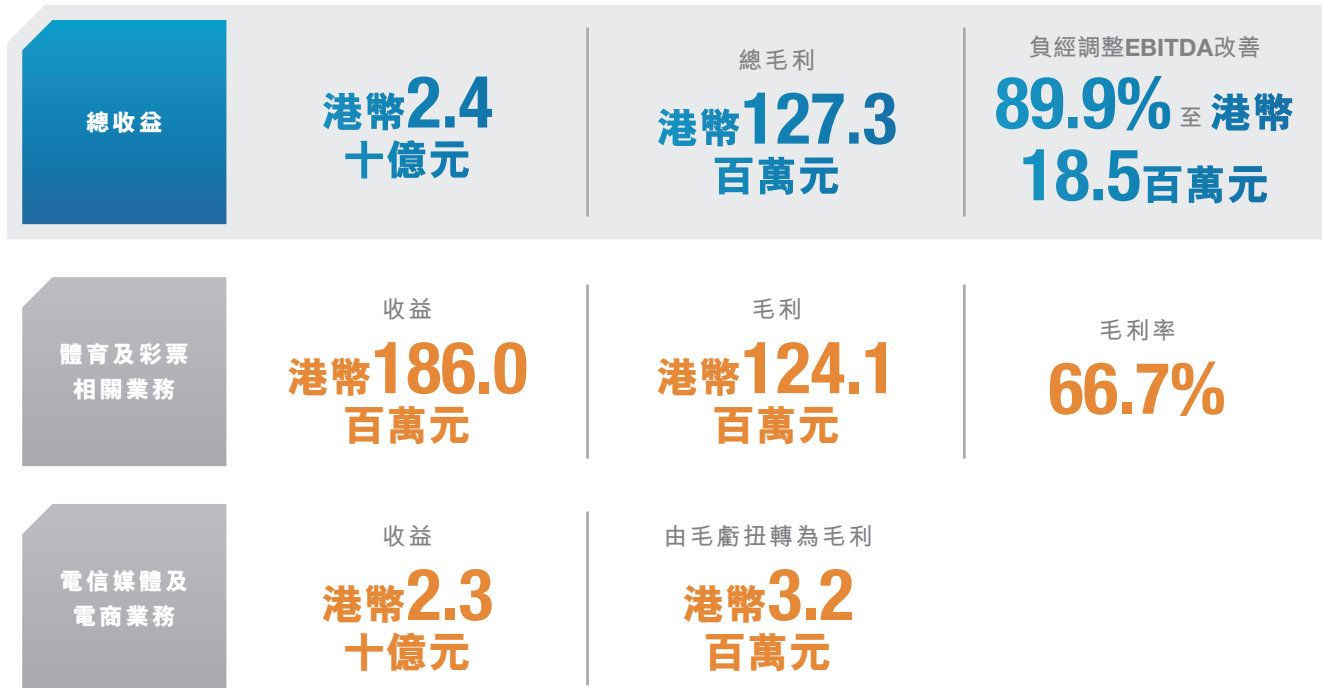 總收益
港幣2.4
十億元
總毛利
港幣127.3
百萬元
負經調整EBITDA改善
89.9% 至 港幣
18.5百萬元
體育及彩票
相關業務
收益
港幣186.0
百萬元
毛利
港幣124.1
百萬元
毛利率
66.7%
電信媒體及
電商業務
收益
港幣2.3
十億元
由毛虧扭轉為毛利
港幣3.2
百萬元